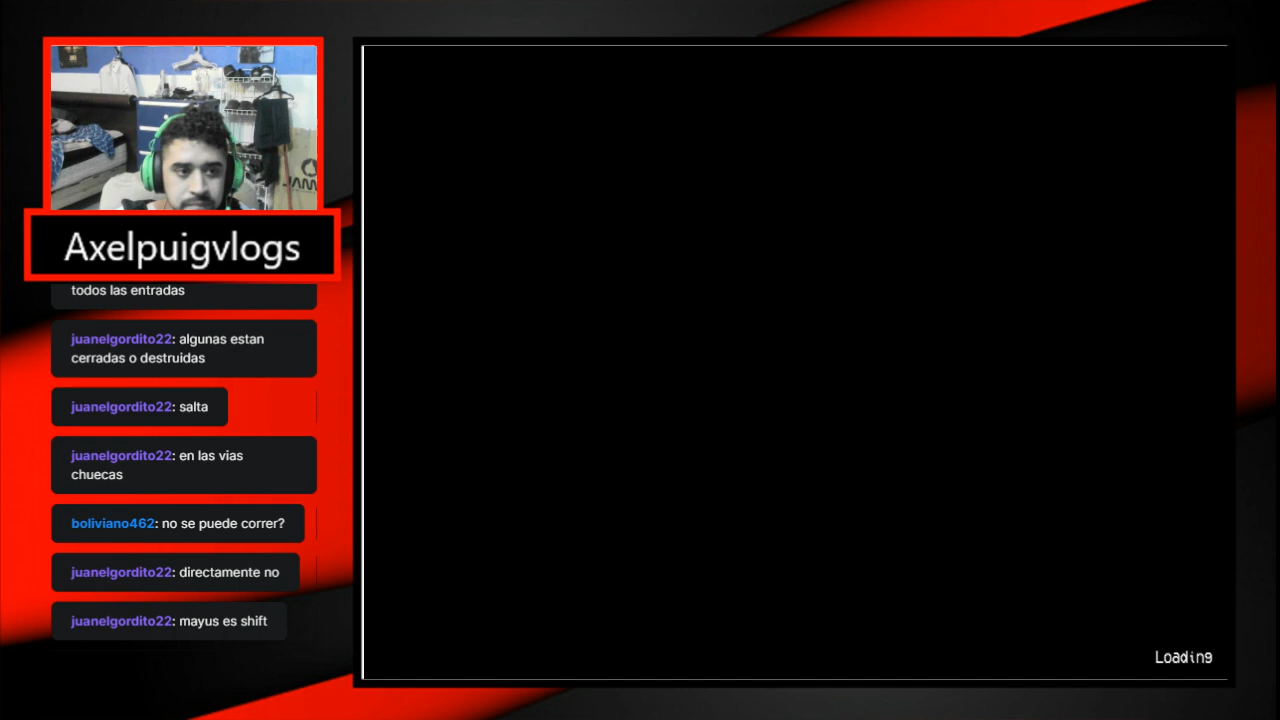 Axelpuigvlogs
todos las entradas
juanelgordito22: algunas estan
cerradas o destruidas
juanelgordito22: salta
juanelgordito22: en las vias
chuecas
boliviano462: no se puede correr?
juanelgordito22: directamente no
juanelgordito22: mayus es shift
Loading